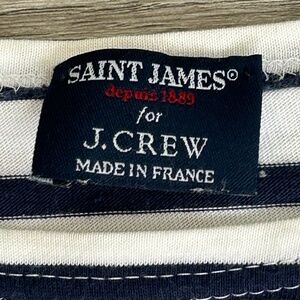 SAINT JAMES®
depuis 1889
for
J.CREW
MADE IN FRANCE